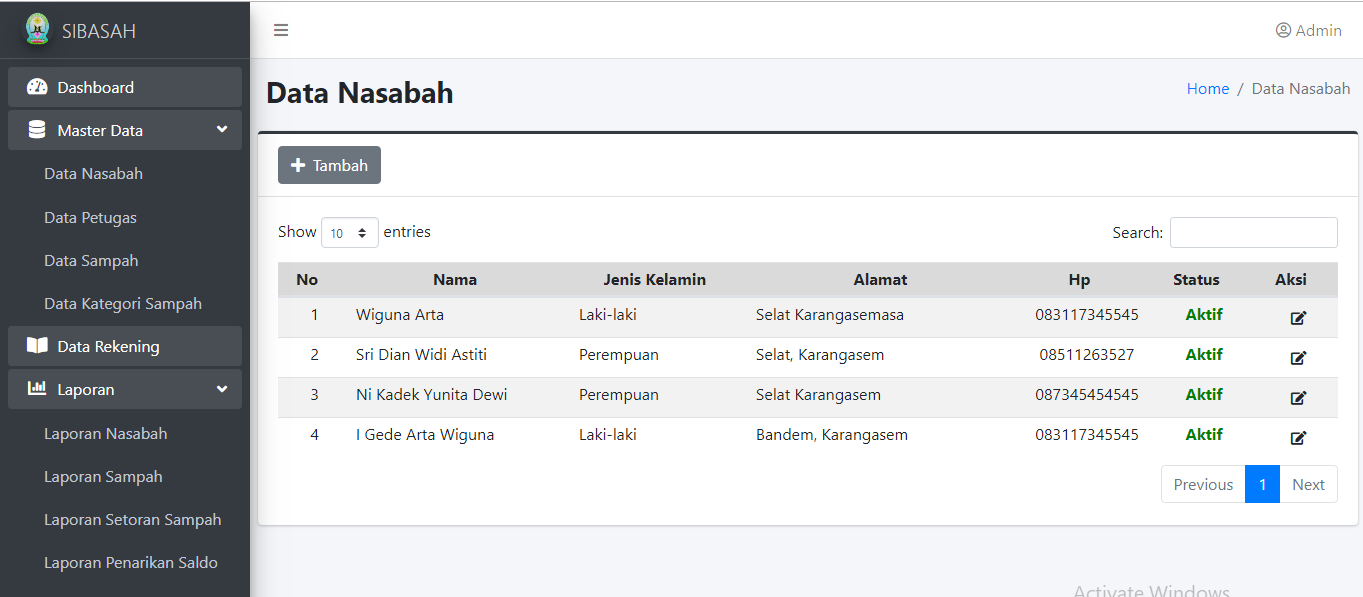 SIBASAH
Admin
Dashboard
Master Data
Data Nasabah
Data Petugas
Data Sampah
Data Kategori Sampah
Data Rekening
Laporan
Laporan Nasabah
Laporan Sampah
Laporan Setoran Sampah
Laporan Penarikan Saldo
Data Nasabah
Home / Data Nasabah
Tambah
Show 10 entries
Search:
No Nama Jenis Kelamin Alamat Hp Status Aksi
1 Wiguna Arta Laki-laki Selat Karangasemasa 083117345545 Aktif
2 Sri Dian Widi Astiti Perempuan Selat, Karangasem 08511263527 Aktif
3 Ni Kadek Yunita Dewi Perempuan Selat Karangasem 087345454545 Aktif
4 I Gede Arta Wiguna Laki-laki Bandem, Karangasem 083117345545 Aktif
Previous 1 Next
Activate Windows